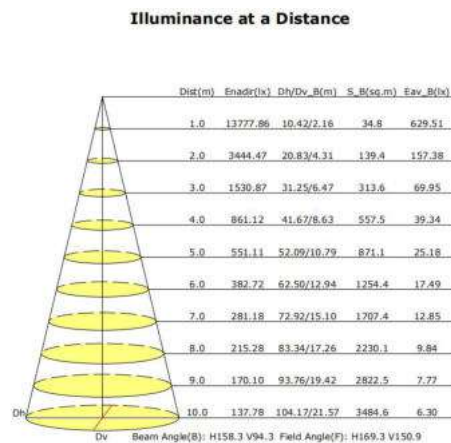 Illuminance at a Distance
Dist(m) Enadir(lx) Dh/Dv_B(m) S_B(sq.m) Eav_B(lx)
1.0 13777.86 10.42/2.16 34.8 629.51
2.0 3444.47 20.83/4.31 139.4 157.38
3.0 1530.87 31.25/6.47 313.6 69.95
4.0 861.12 41.67/8.63 557.5 39.34
5.0 551.11 52.09/10.79 871.1 25.18
6.0 382.72 62.50/12.94 1254.4 17.49
7.0 281.18 72.92/15.10 1707.4 12.85
8.0 215.28 83.34/17.26 2230.1 9.84
9.0 170.10 93.76/19.42 2822.5 7.77
Dh 10.0 137.78 104.17/21.57 3484.6 6.30
Dv Beam Angle(B): H158.3 V94.3 Field Angle(F): H169.3 V150.9